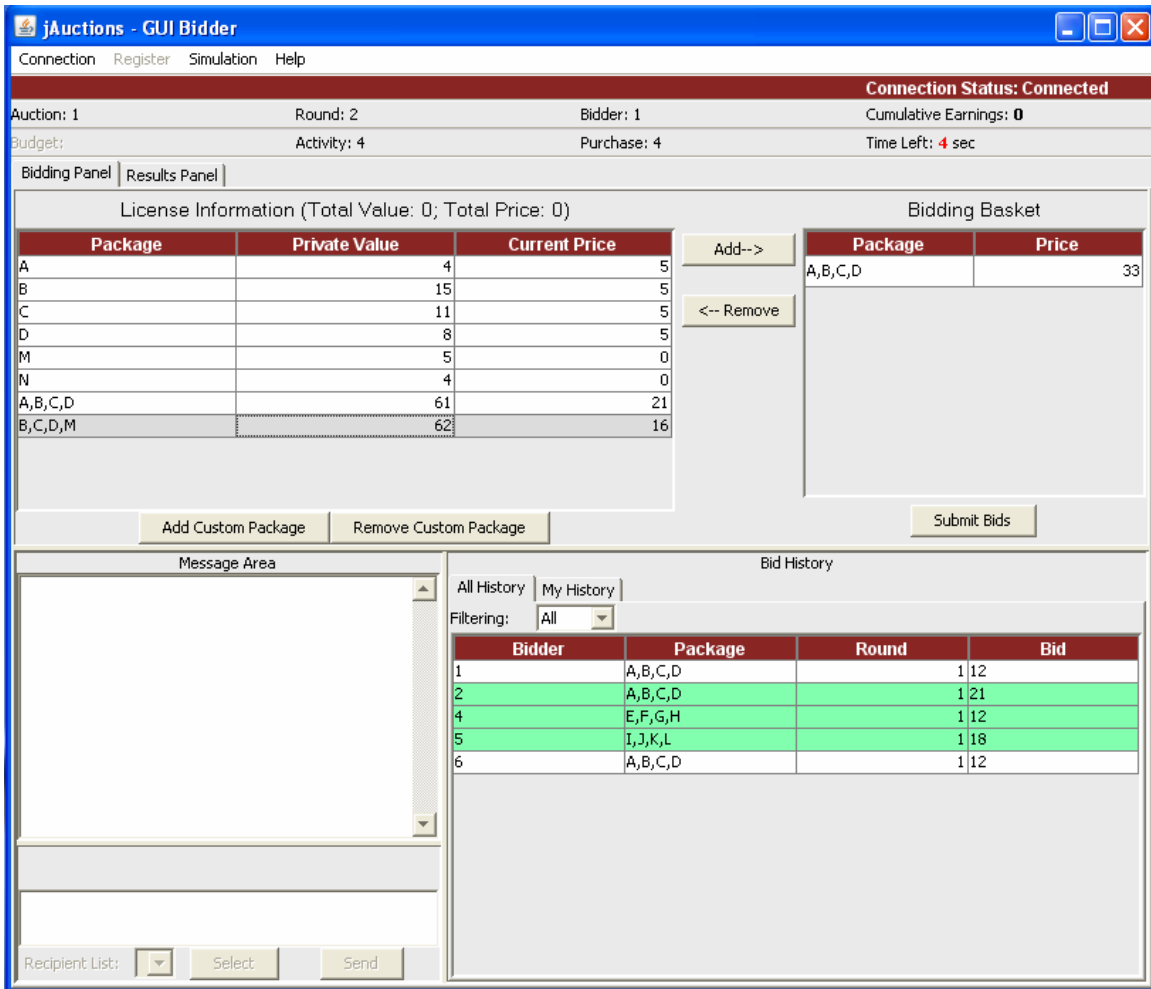 jAuctions - GUI Bidder
Connection Register Simulation Help
Connection Status: Connected
Auction: 1 Round: 2 Bidder: 1 Cumulative Earnings: 0
Budget: Activity: 4 Purchase: 4 Time Left: 4 sec
Bidding Panel Results Panel
License Information (Total Value: 0; Total Price: 0) Bidding Basket
Package Private Value Current Price Add--> Package Price
A 4 5 A,B,C,D 33
B 15 5
C 11 5 <-- Remove
D 8 5
M 5 0
N 4 0
A,B,C,D 61 21
B,C,D,M 62 16
Add Custom Package Remove Custom Package Submit Bids
Message Area Bid History
All History My History
Filtering: All
Bidder Package Round Bid
1 A,B,C,D 1 12
2 A,B,C,D 1 21
4 E,F,G,H 1 12
5 I,J,K,L 1 18
6 A,B,C,D 1 12
Recipient List: Select Send